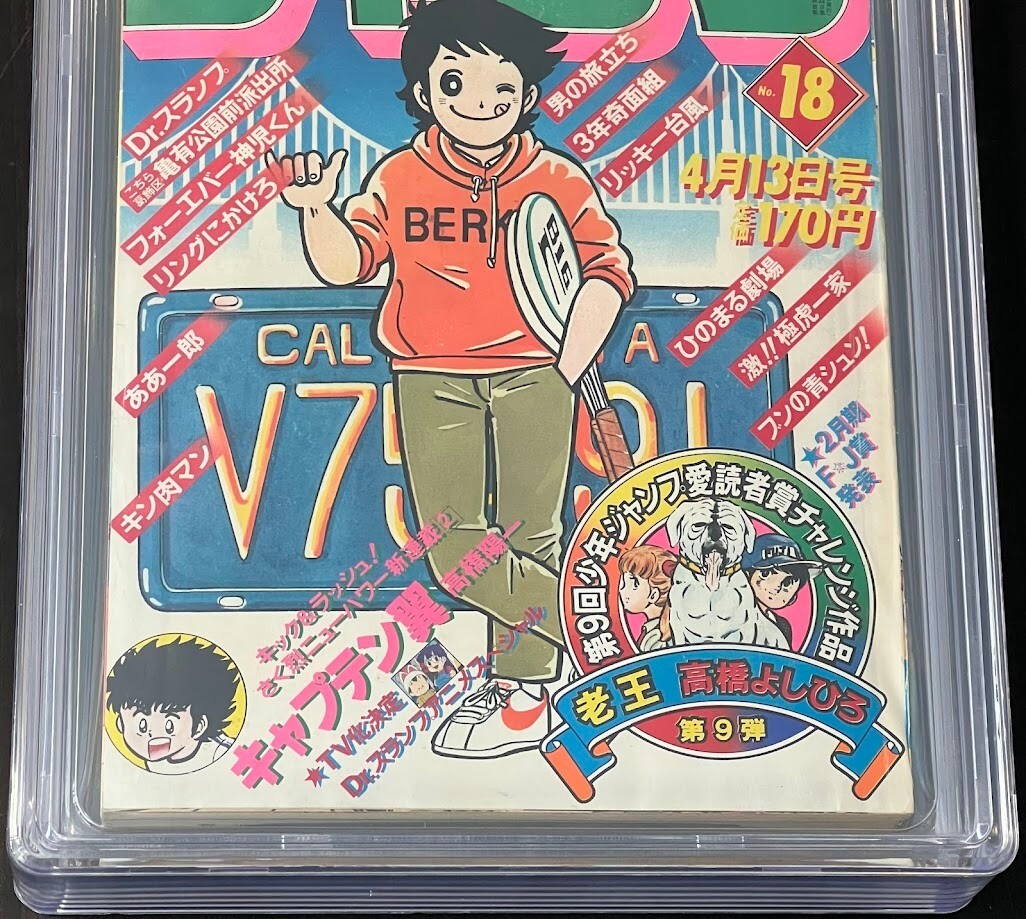 No.
18
4月13日号
定価170円
Dr.スランプ
こちら葛飾区亀有公園前派出所
フォーエバー神児くん
リングにかけろ
男の旅立ち
3年奇面組
リッキー台風
BERK
BIG
ああ一郎
キン肉マン
ひのまる劇場
激!!極虎一家
ブンの青シュン!
CAL
A
V75
★2月期
F・J賞
発表
キック&ラッシュ!
さく熱ニューパワー新連載②
キャプテン翼 高橋陽一
★TV化決定
Dr.スランプアニメスペシャル
第9回少年ジャンプ愛読者賞チャレンジ作品
老王 高橋よしひろ
第9弾